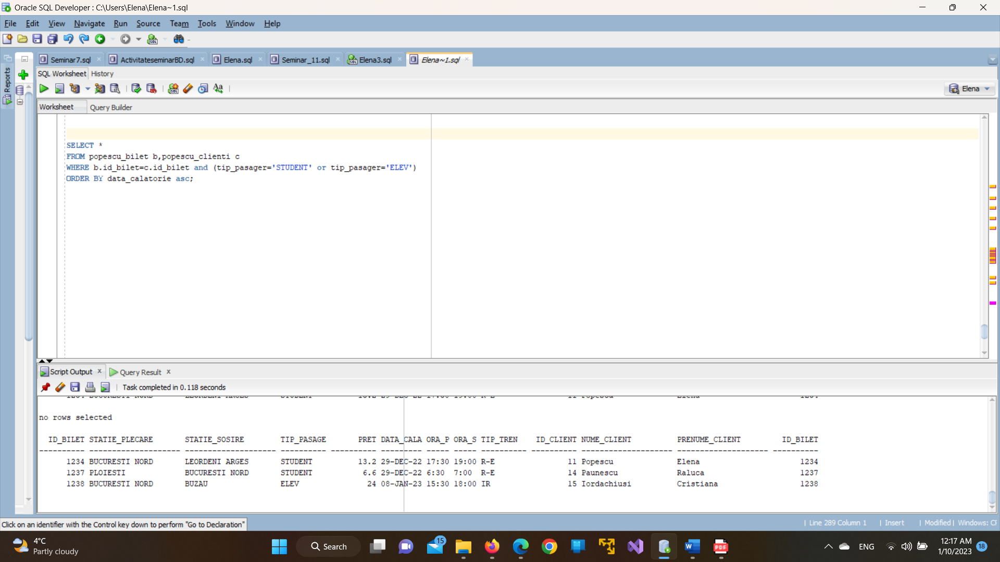 Oracle SQL Developer : C:\Users\Elena\Elena~1.sql
File Edit View Navigate Run Source Team Tools Window Help
Seminar7.sql ActivitateseminarBD.sql Elena.sql Seminar_11.sql Elena3.sql Elena~1.sql
Reports
SQL Worksheet History
Elena
Worksheet Query Builder
SELECT *
FROM popescu_bilet b,popescu_clienti c
WHERE b.id_bilet=c.id_bilet and (tip_pasager='STUDENT' or tip_pasager='ELEV')
ORDER BY data_calatorie asc;
Script Output x Query Result x
Task completed in 0.118 seconds
no rows selected
ID_BILET STATIE_PLECARE STATIE_SOSIRE TIP_PASAGE PRET DATA_CALA ORA_P ORA_S TIP_TREN ID_CLIENT NUME_CLIENT PRENUME_CLIENT ID_BILET
1234 BUCURESTI NORD LEORDENI ARGES STUDENT 13.2 29-DEC-22 17:30 19:00 R-E 11 Popescu Elena 1234
1237 PLOIESTI BUCURESTI NORD STUDENT 6.6 29-DEC-22 6:30 7:00 R-E 14 Paunescu Raluca 1237
1238 BUCURESTI NORD BUZAU ELEV 24 08-JAN-23 15:30 18:00 IR 15 Iordachiusi Cristiana 1238
Click on an identifier with the Control key down to perform "Go to Declaration"
| Line 289 Column 1 | Insert | Modified | Windows:
4°C
Partly cloudy
Search
15
ENG
12:17 AM
1/10/2023
18